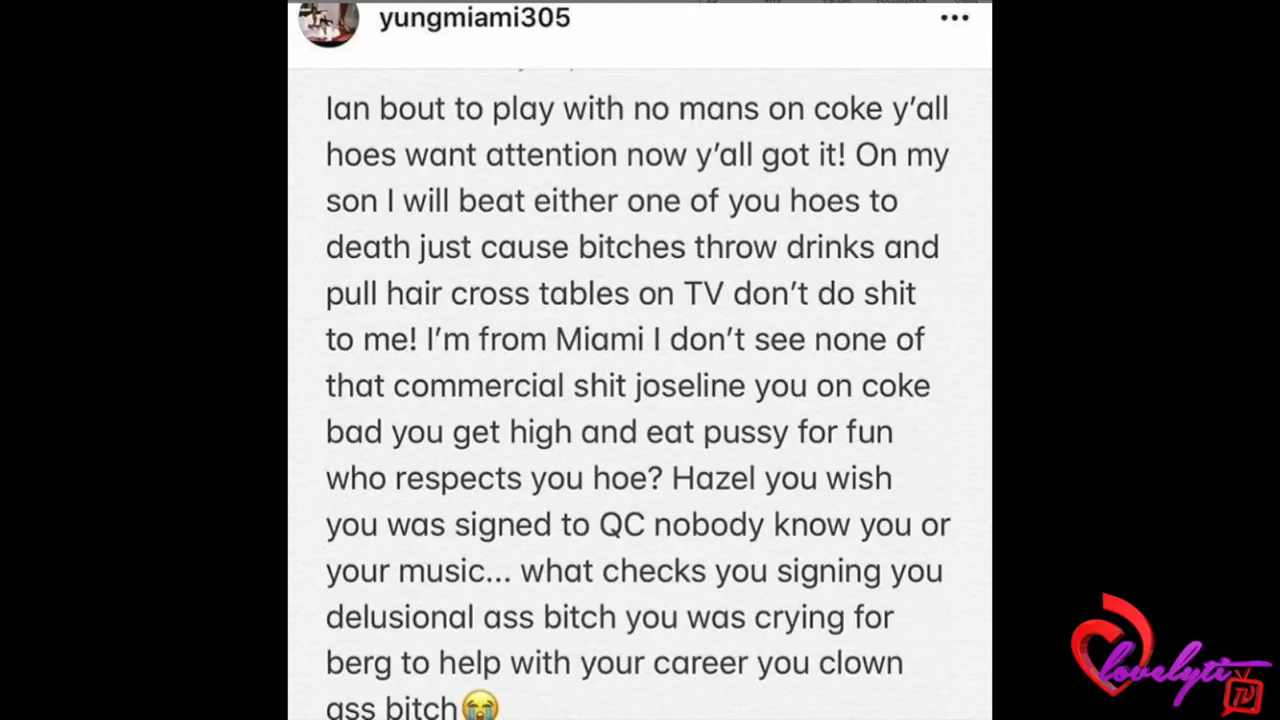 yungmiami305
Ian bout to play with no mans on coke y'all
hoes want attention now y'all got it! On my
son I will beat either one of you hoes to
death just cause bitches throw drinks and
pull hair cross tables on TV don't do shit
to me! I'm from Miami I don't see none of
that commercial shit joseline you on coke
bad you get high and eat pussy for fun
who respects you hoe? Hazel you wish
you was signed to QC nobody know you or
your music... what checks you signing you
delusional ass bitch you was crying for
berg to help with your career you clown
ass bitch😭
lovelyti
TV